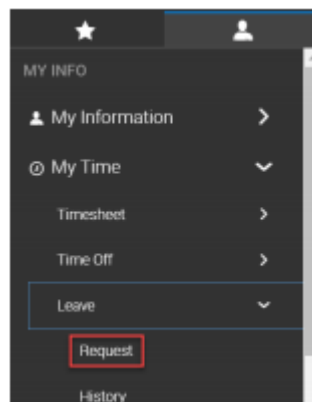 MY INFO
My Information
My Time
Timesheet
Time Off
Leave
Request
History